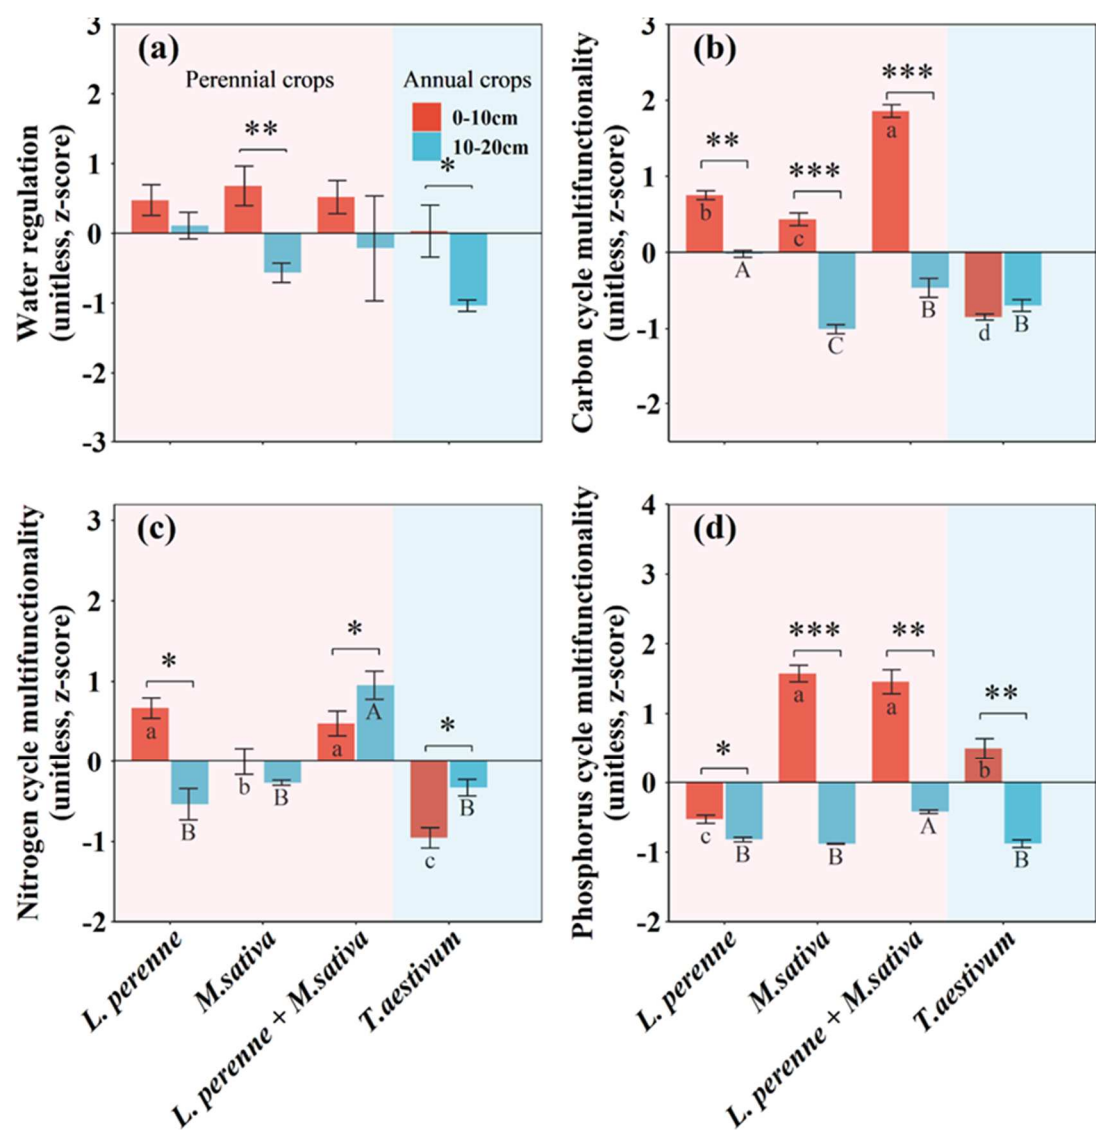 (a)
Perennial crops
Annual crops
0-10cm
10-20cm
**
*
3
2
1
0
-1
-2
-3
Water regulation
(unitless, z-score)
(b)
**
***
***
b
A
c
C
a
B
d
B
3
2
1
0
-1
-2
Carbon cycle multifunctionality
(unitless, z-score)
(c)
*
*
*
a
B
b
B
a
A
c
B
3
2
1
0
-1
-2
Nitrogen cycle multifunctionality
(unitless, z-score)
L. perenne
M.sativa
L. perenne + M.sativa
T.aestivum
(d)
*
***
**
**
c
B
a
B
a
A
b
B
4
3
2
1
0
-1
-2
Phosphorus cycle multifunctionality
(unitless, z-score)
L. perenne
M.sativa
L. perenne + M.sativa
T.aestivum